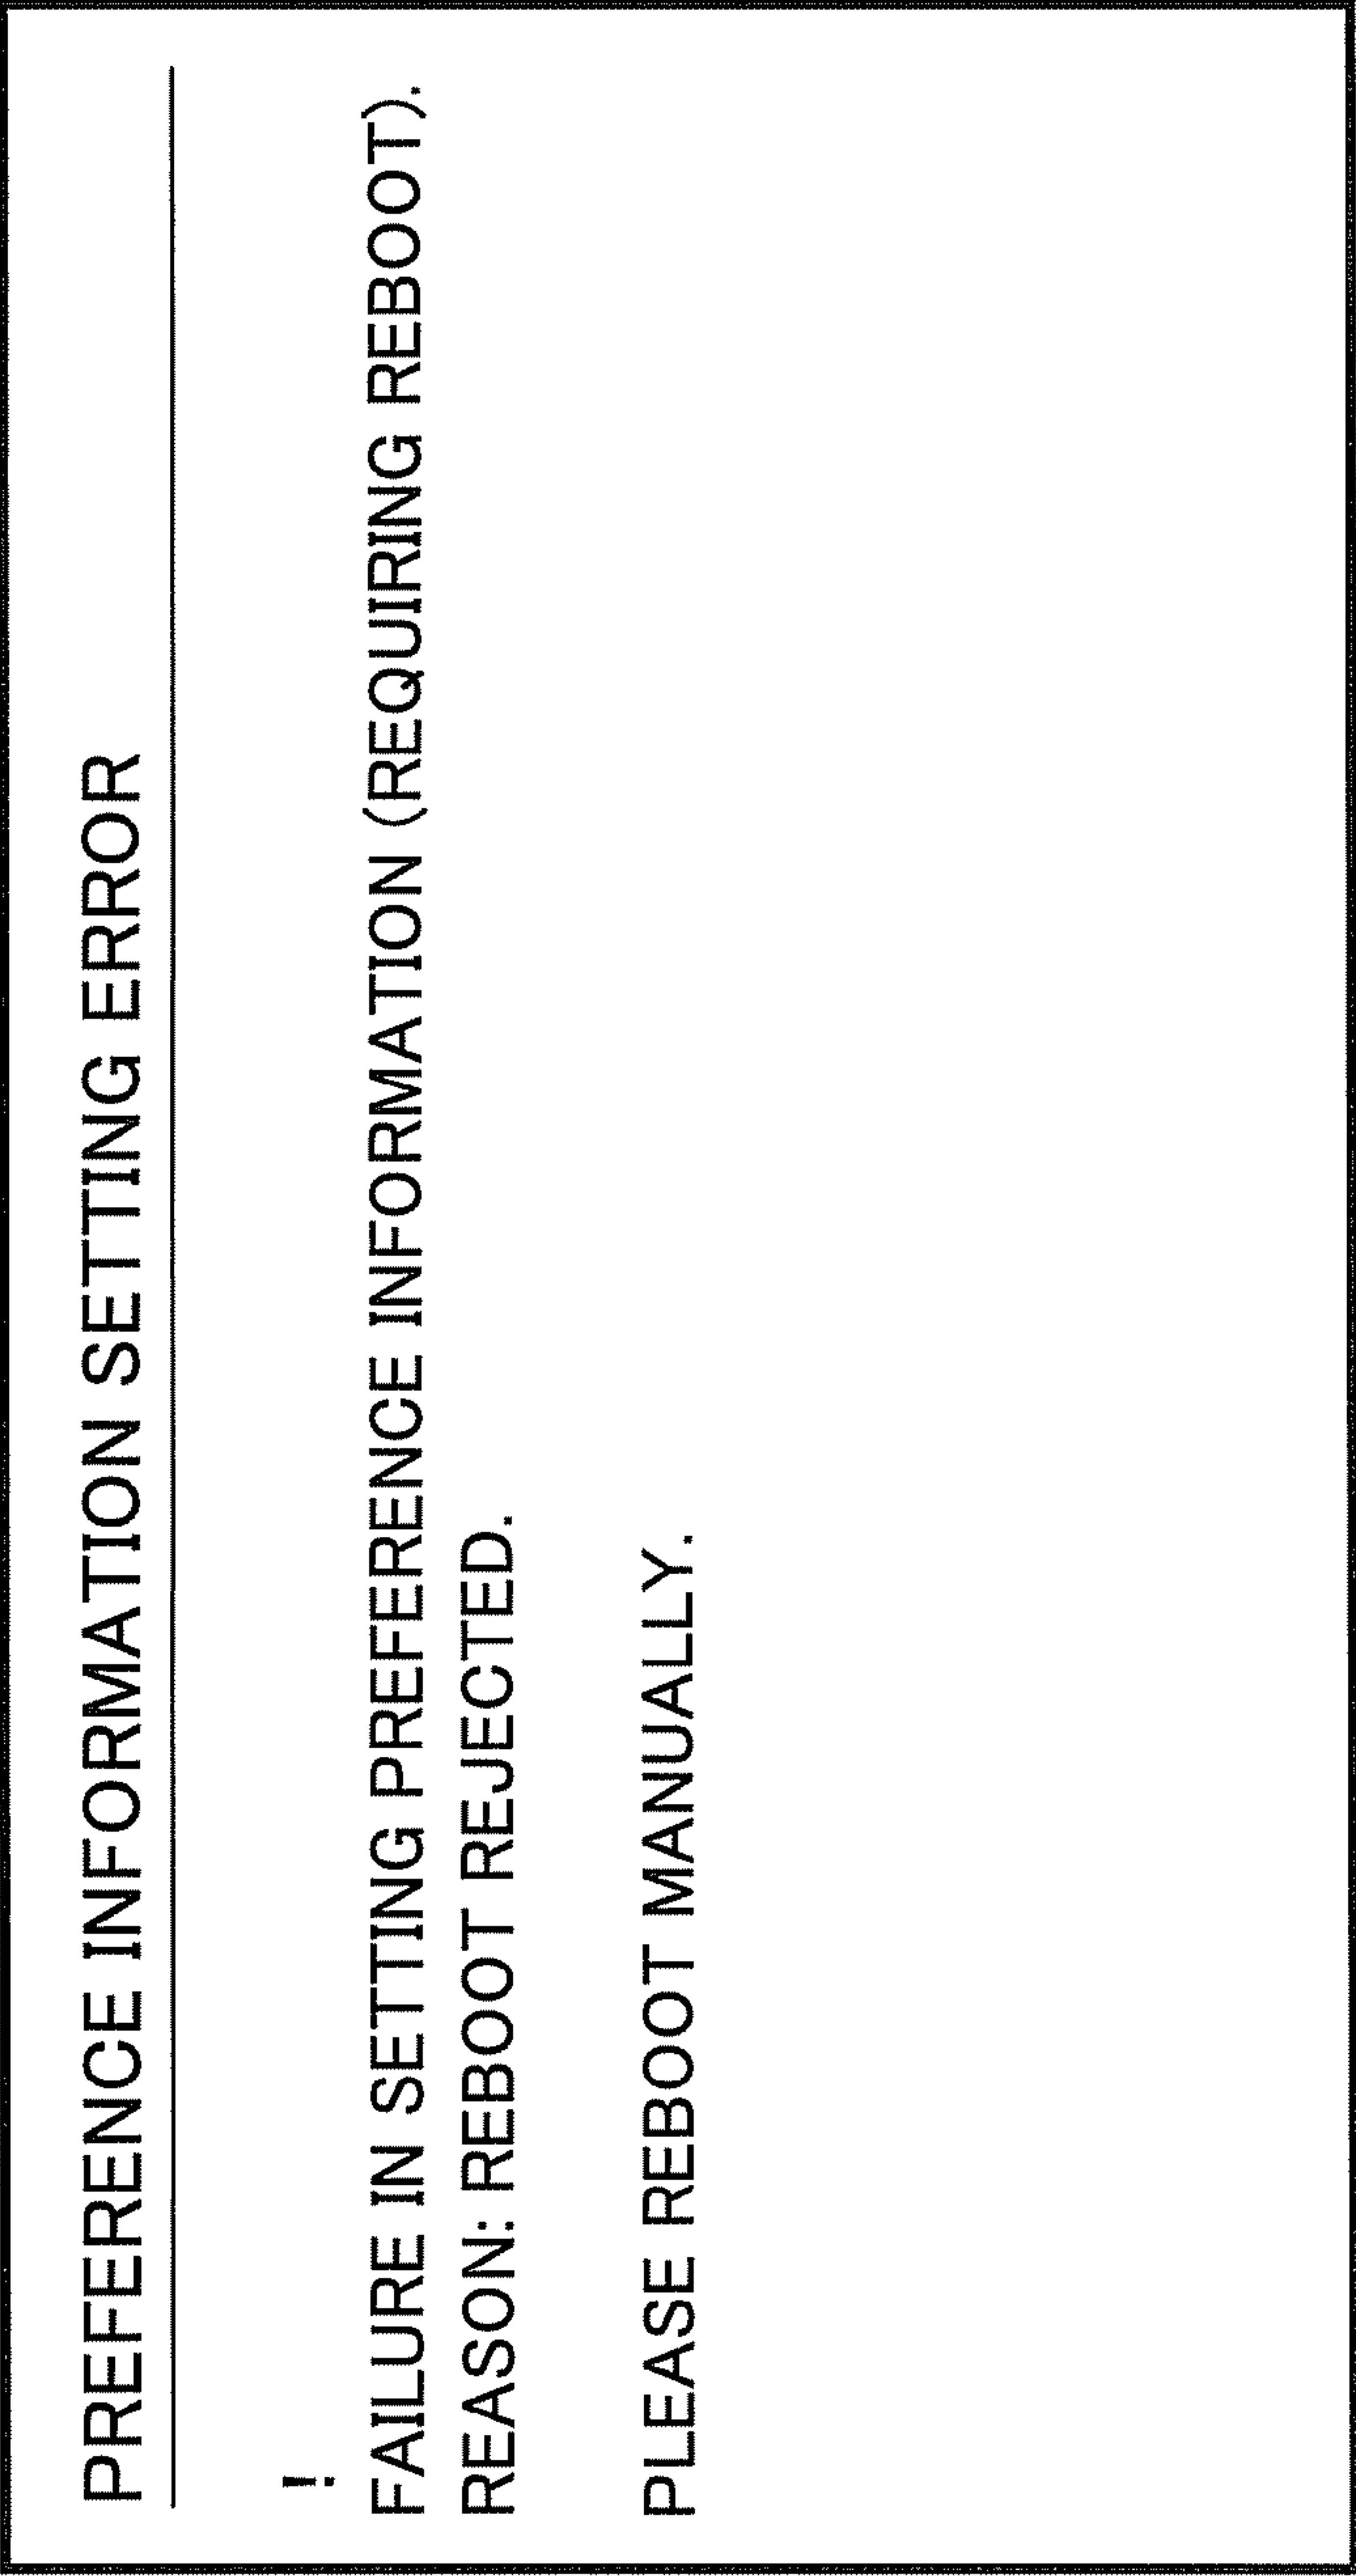 PREFERENCE INFORMATION SETTING ERROR
!
FAILURE IN SETTING PREFERENCE INFORMATION (REQUIRING REBOOT).
REASON: REBOOT REJECTED.
PLEASE REBOOT MANUALLY.